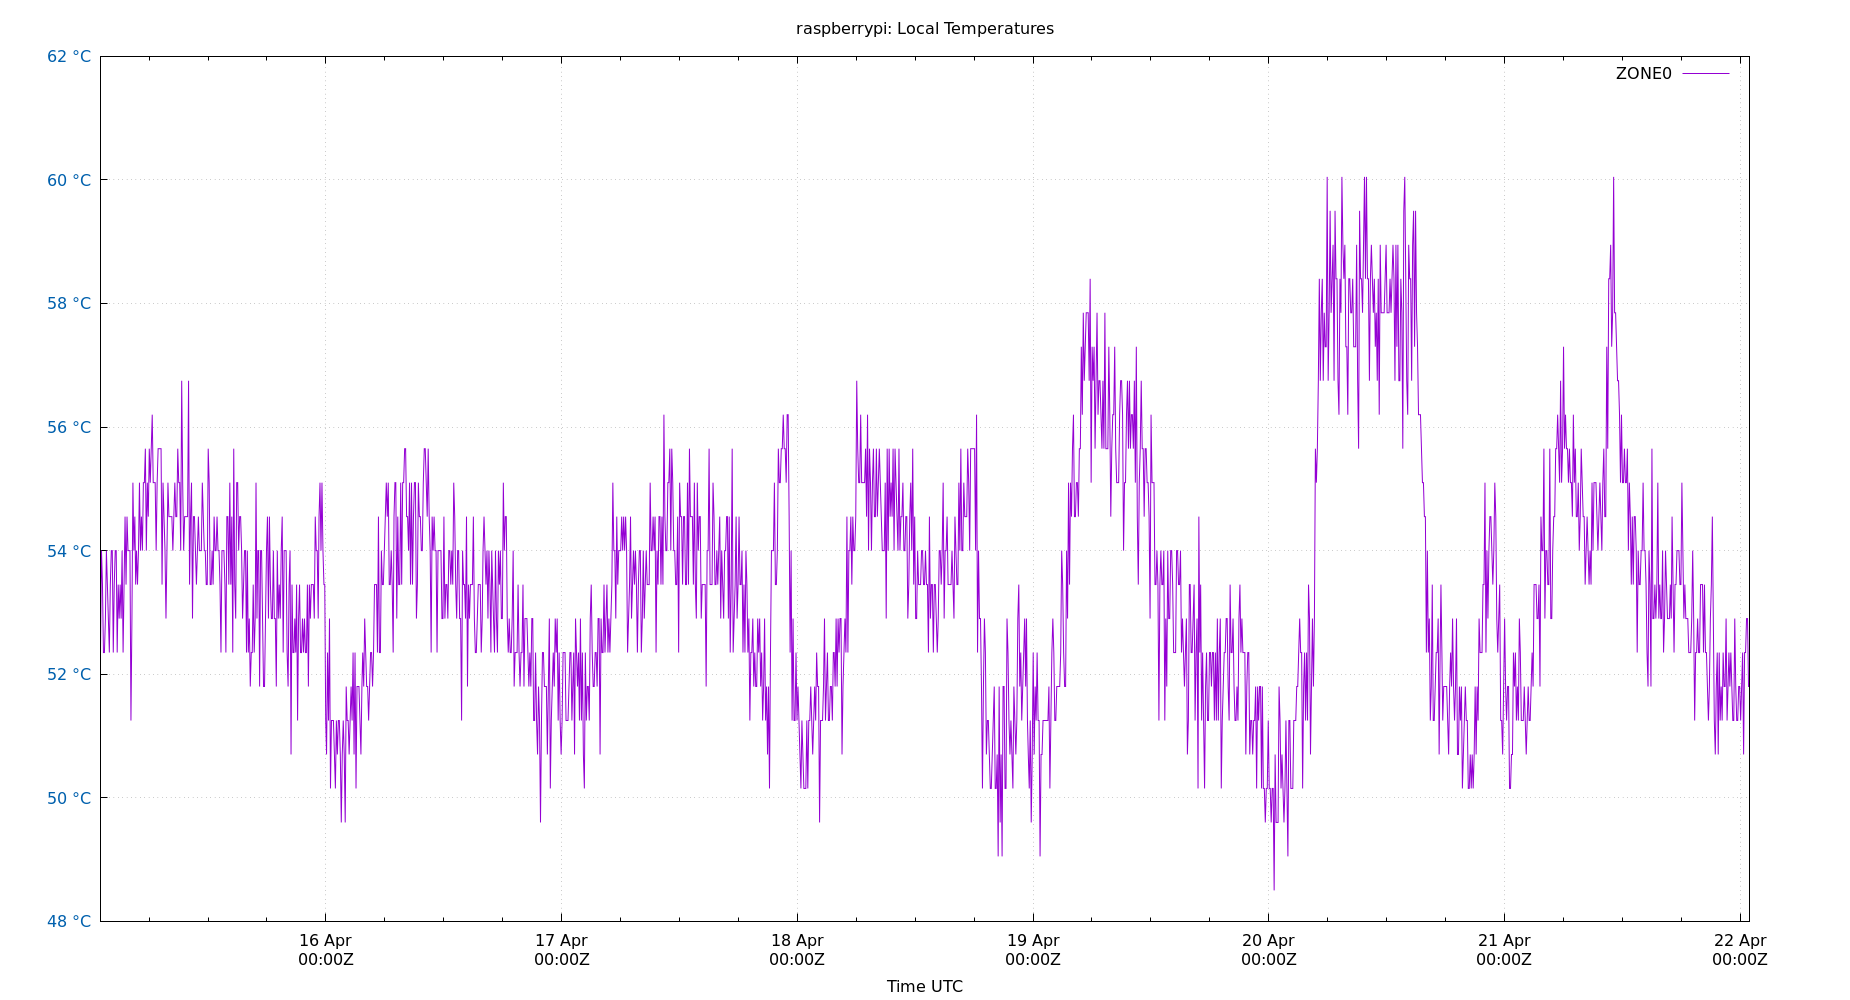 raspberrypi: Local Temperatures
62 °C
ZONE0
60 °C
58 °C
56 °C
54 °C
52 °C
50 °C
48 °C
16 Apr
00:00Z
17 Apr
00:00Z
18 Apr
00:00Z
19 Apr
00:00Z
20 Apr
00:00Z
21 Apr
00:00Z
22 Apr
00:00Z
Time UTC